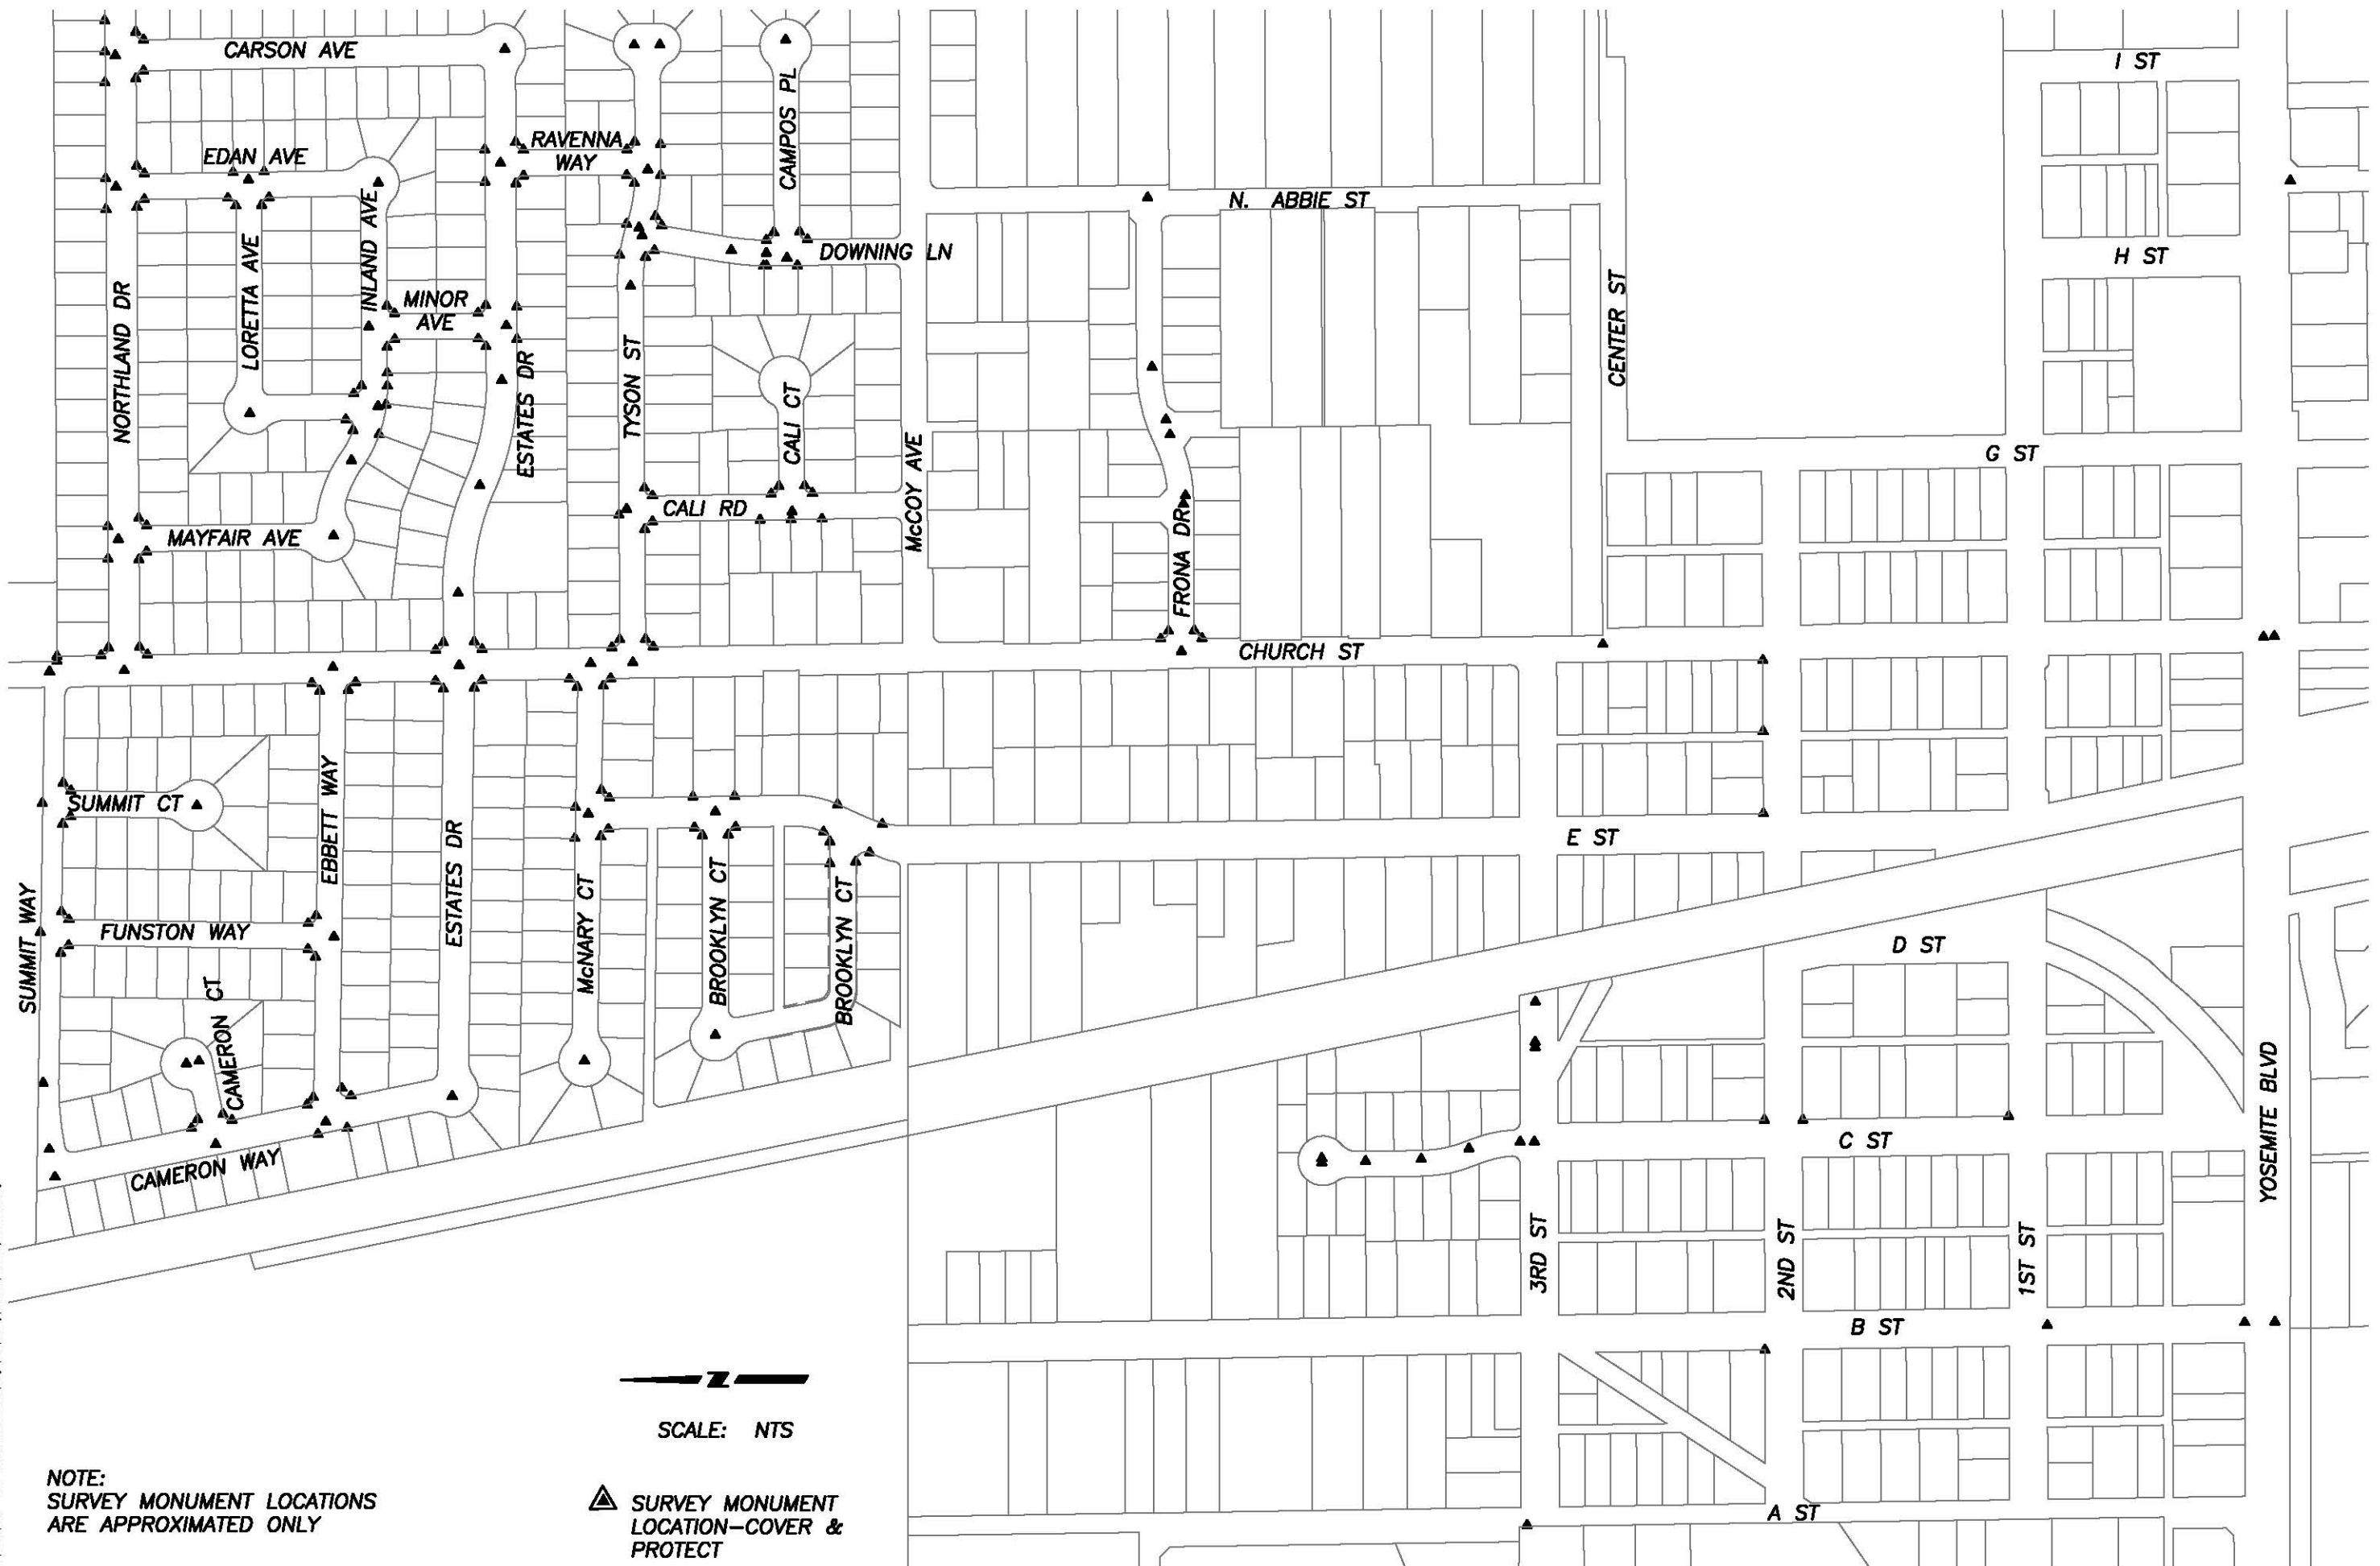 CARSON AVE
I ST
CAMPOS PL
RAVENNA
WAY
EDAN AVE
N. ABBIE ST
INLAND AVE
LORETTA AVE
DOWNING LN
H ST
NORTHLAND DR
MINOR
AVE
CENTER ST
TYSON ST
ESTATES DR
CALI CT
McCOY AVE
G ST
CALI RD
MAYFAIR AVE
FRONA DR
CHURCH ST
SUMMIT CT
EBBETT WAY
E ST
ESTATES DR
SUMMIT WAY
FUNSTON WAY
McNARY CT
BROOKLYN CT
BROOKLYN CT
D ST
CAMERON CT
YOSEMITE BLVD
C ST
CAMERON WAY
3RD ST
2ND ST
1ST ST
B ST
Z
SCALE: NTS
NOTE:
SURVEY MONUMENT LOCATIONS
ARE APPROXIMATED ONLY
SURVEY MONUMENT
LOCATION-COVER &
PROTECT
A ST